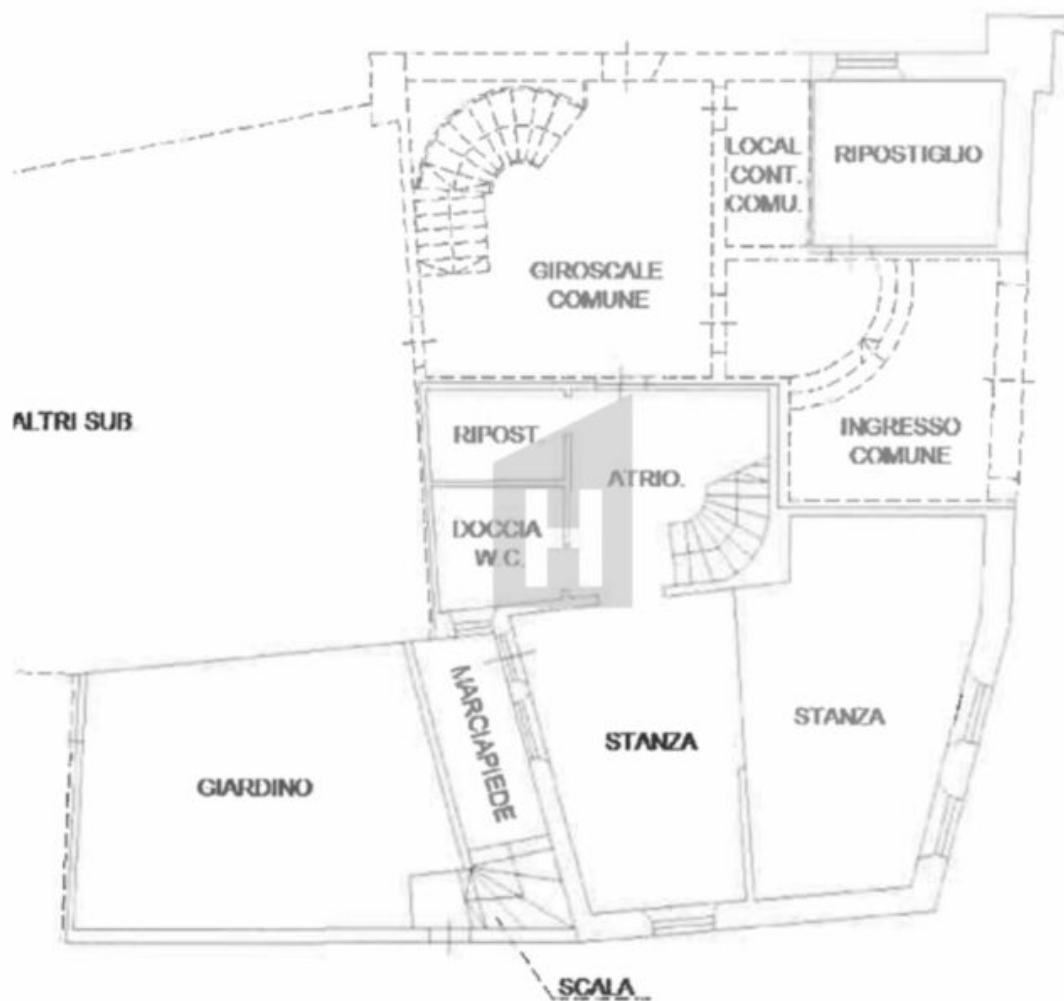 LOCAL
CONT.
COMU.
RIPOSTIGLIO
GIROSCALE
COMUNE
ALTRI SUB
RIPOST
ATRIO.
INGRESSO
COMUNE
DOCCIA
W.C.
MARCIAPIEDE
STANZA
STANZA
GIARDINO
SCALA